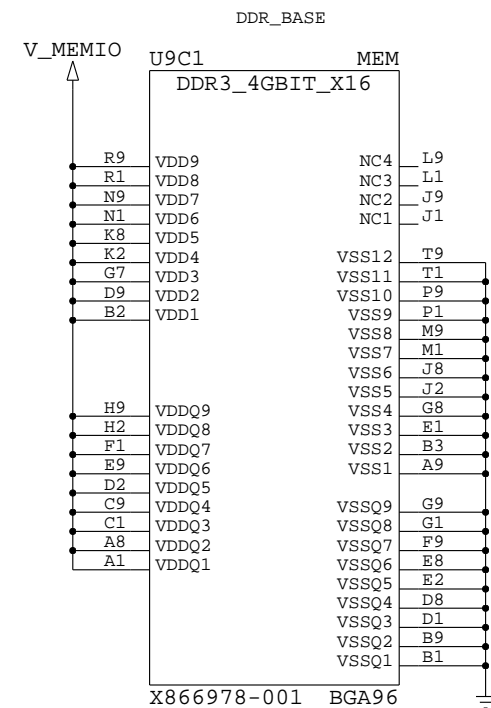 DDR_BASE
V_MEMIO
U9C1 MEM
DDR3_4GBIT_X16
R9 VDD9 NC4 L9
R1 VDD8 NC3 L1
N9 VDD7 NC2 J9
N1 VDD6 NC1 J1
K8 VDD5
K2 VDD4 VSS12 T9
G7 VDD3 VSS11 T1
D9 VDD2 VSS10 P9
B2 VDD1 VSS9 P1
VSS8 M9
VSS7 M1
VSS6 J8
VSS5 J2
H9 VDDQ9 VSS4 G8
H2 VDDQ8 VSS3 E1
F1 VDDQ7 VSS2 B3
E9 VDDQ6 VSS1 A9
D2 VDDQ5
C9 VDDQ4 VSSQ9 G9
C1 VDDQ3 VSSQ8 G1
A8 VDDQ2 VSSQ7 F9
A1 VDDQ1 VSSQ6 E8
VSSQ5 E2
VSSQ4 D8
VSSQ3 D1
VSSQ2 B9
VSSQ1 B1
X866978-001 BGA96